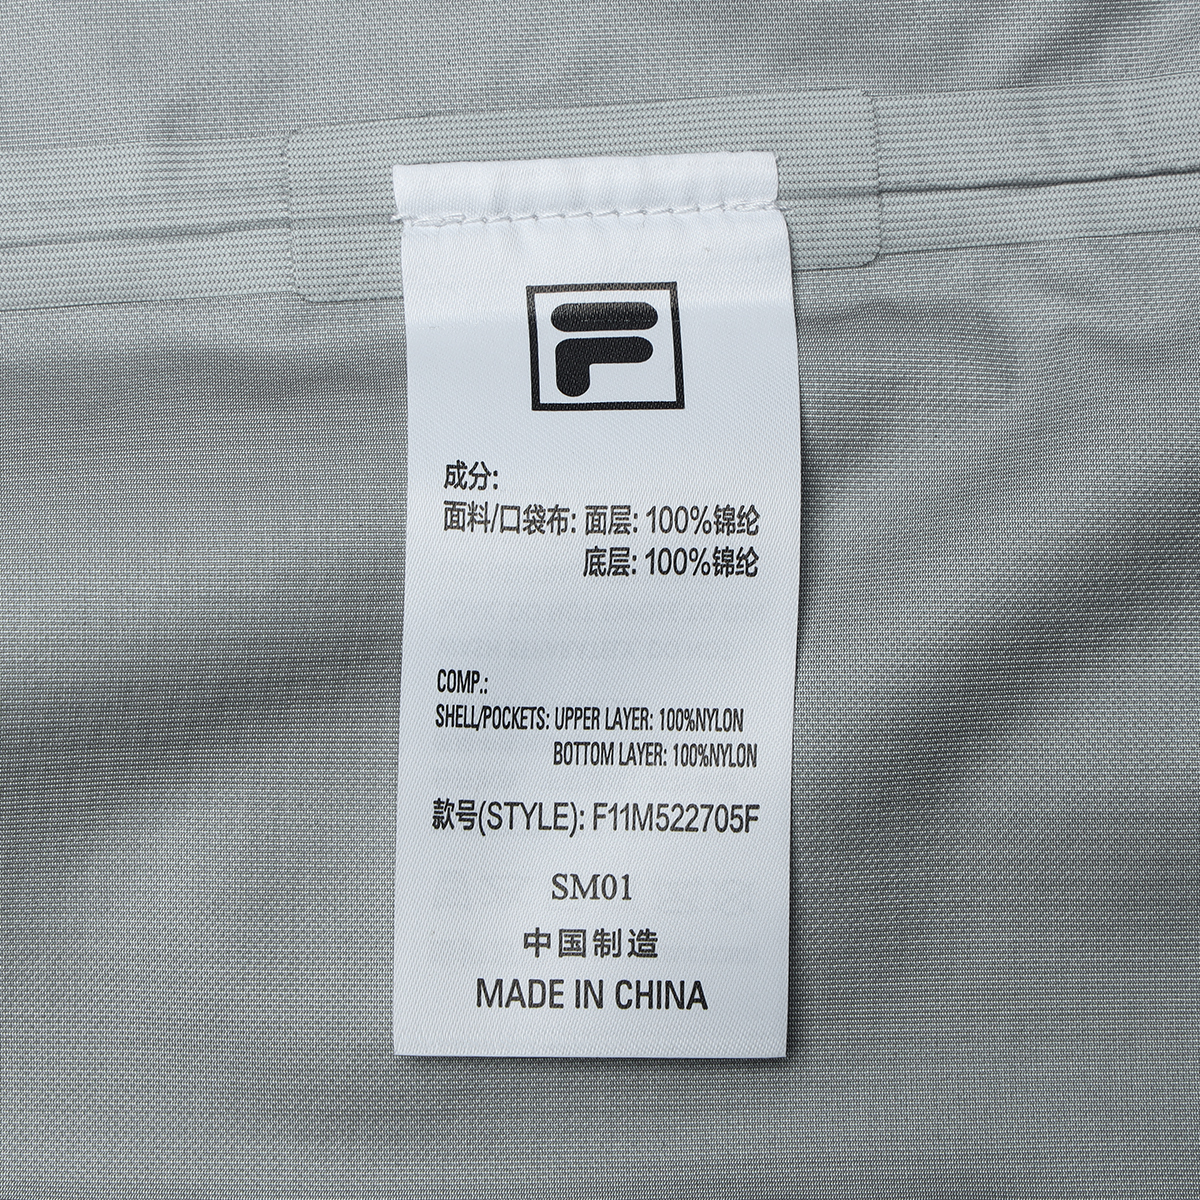 F
成分:
面料/口袋布: 面层: 100%锦纶
底层: 100%锦纶
COMP.:
SHELL/POCKETS: UPPER LAYER: 100%NYLON
BOTTOM LAYER: 100%NYLON
款号(STYLE): F11M522705F
SM01
中国制造
MADE IN CHINA